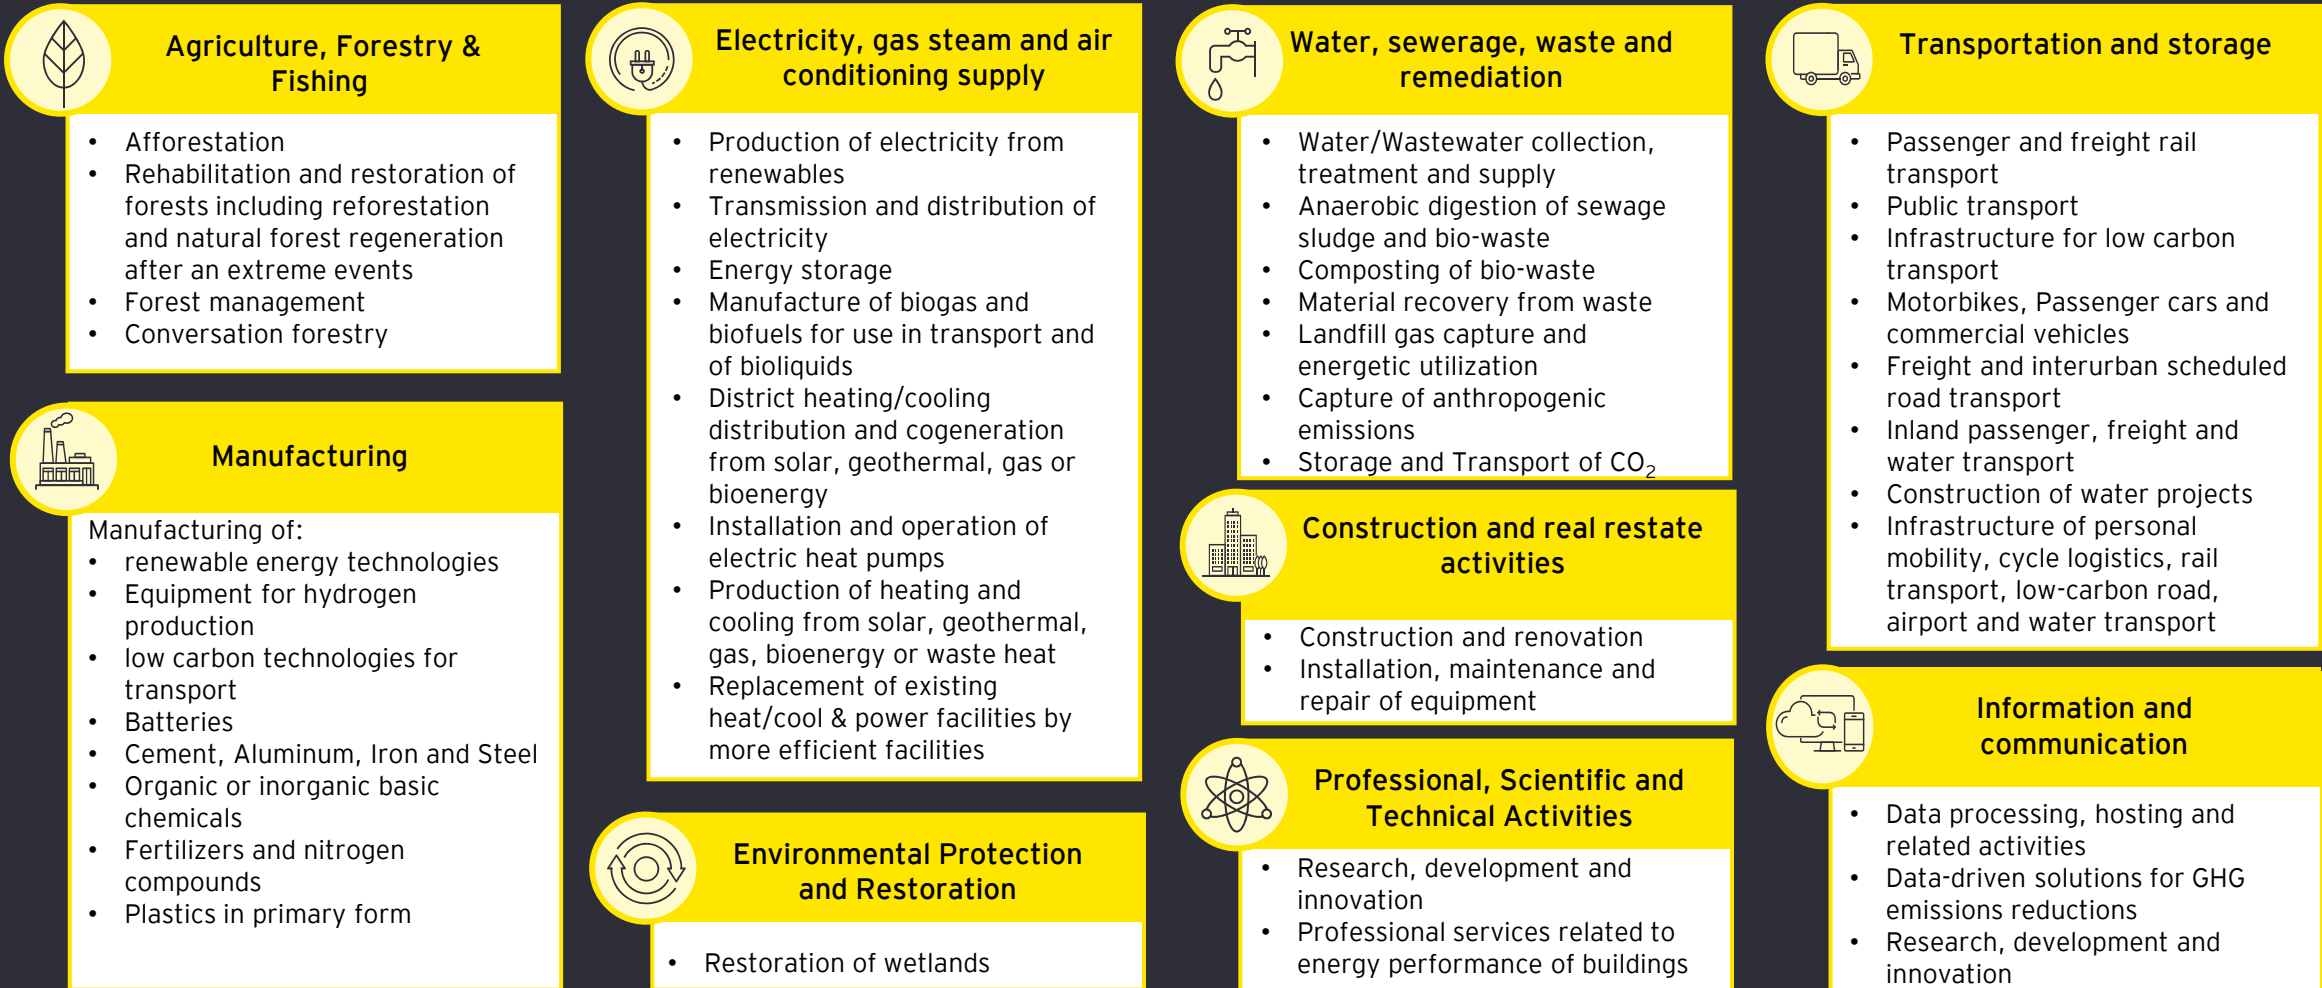 Agriculture, Forestry &
Fishing
• Afforestation
• Rehabilitation and restoration of
forests including reforestation
and natural forest regeneration
after an extreme events
• Forest management
• Conversation forestry
Manufacturing
Manufacturing of:
• renewable energy technologies
• Equipment for hydrogen
production
• low carbon technologies for
transport
• Batteries
• Cement, Aluminum, Iron and Steel
• Organic or inorganic basic
chemicals
• Fertilizers and nitrogen
compounds
• Plastics in primary form
Electricity, gas steam and air
conditioning supply
• Production of electricity from
renewables
• Transmission and distribution of
electricity
• Energy storage
• Manufacture of biogas and
biofuels for use in transport and
of bioliquids
• District heating/cooling
distribution and cogeneration
from solar, geothermal, gas or
bioenergy
• Installation and operation of
electric heat pumps
• Production of heating and
cooling from solar, geothermal,
gas, bioenergy or waste heat
• Replacement of existing
heat/cool & power facilities by
more efficient facilities
Environmental Protection
and Restoration
• Restoration of wetlands
Water, sewerage, waste and
remediation
• Water/Wastewater collection,
treatment and supply
• Anaerobic digestion of sewage
sludge and bio-waste
• Composting of bio-waste
• Material recovery from waste
• Landfill gas capture and
energetic utilization
• Capture of anthropogenic
emissions
• Storage and Transport of CO₂
Construction and real restate
activities
• Construction and renovation
• Installation, maintenance and
repair of equipment
Professional, Scientific and
Technical Activities
• Research, development and
innovation
• Professional services related to
energy performance of buildings
Transportation and storage
• Passenger and freight rail
transport
• Public transport
• Infrastructure for low carbon
transport
• Motorbikes, Passenger cars and
commercial vehicles
• Freight and interurban scheduled
road transport
• Inland passenger, freight and
water transport
• Construction of water projects
• Infrastructure of personal
mobility, cycle logistics, rail
transport, low-carbon road,
airport and water transport
Information and
communication
• Data processing, hosting and
related activities
• Data-driven solutions for GHG
emissions reductions
• Research, development and
innovation